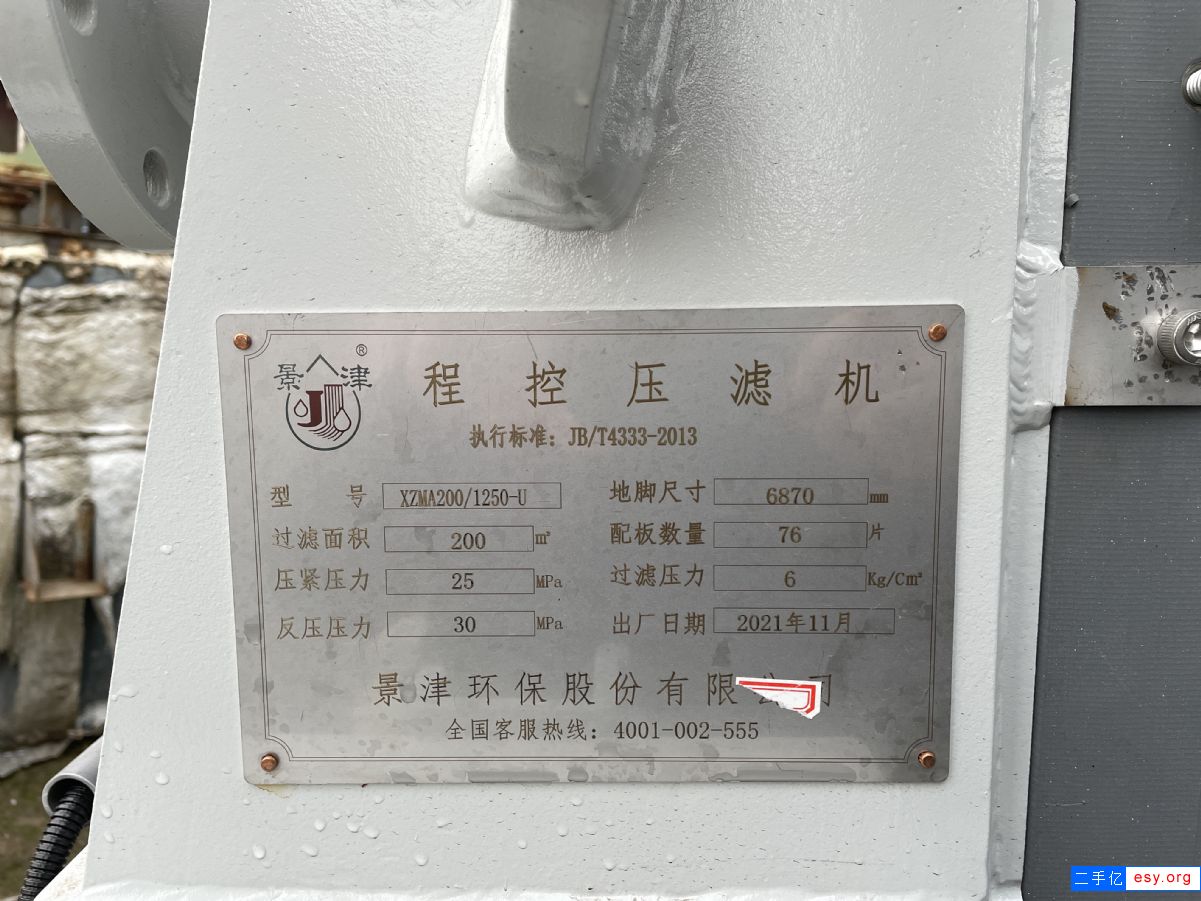 景津®
程控压滤机
执行标准：JB/T4333-2013
型号 XZMA200/1250-U 地脚尺寸 6870 mm
过滤面积 200 m² 配板数量 76 片
压紧压力 25 MPa 过滤压力 6 Kg/Cm²
反压压力 30 MPa 出厂日期 2021年11月
景津环保股份有限公司
全国客服热线：4001-002-555
二手亿 esy.org